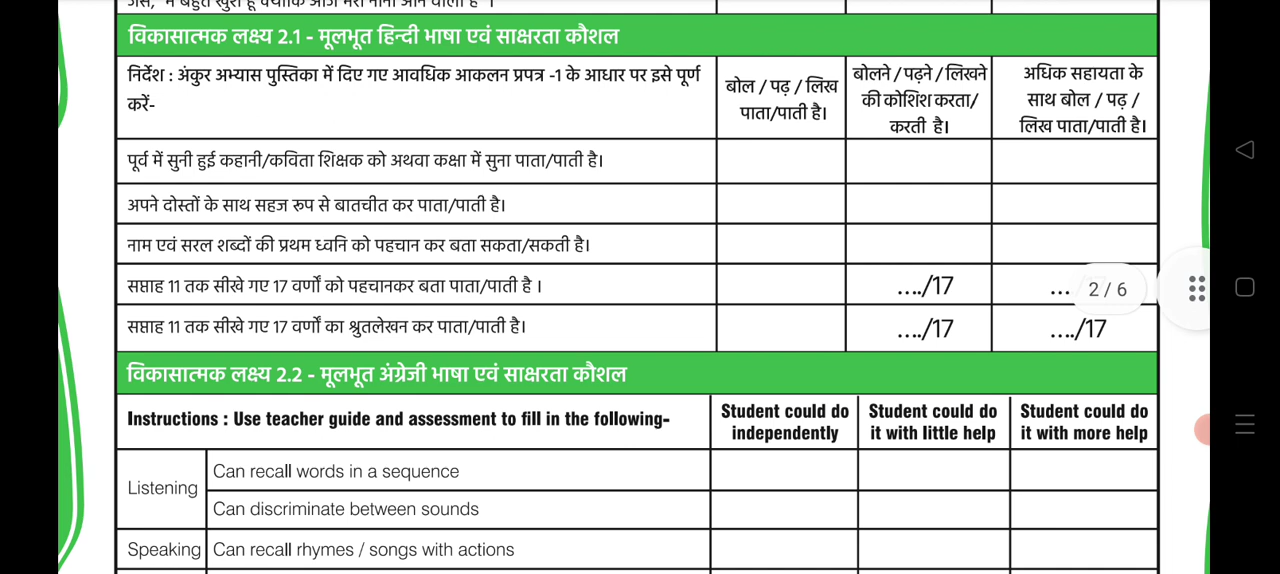 जैसे, "मैं बहुत खुश हूँ क्योंकि आज मेरी नानी आने वाली हैं"।
विकासात्मक लक्ष्य 2.1 - मूलभूत हिन्दी भाषा एवं साक्षरता कौशल
निर्देश : अंकुर अभ्यास पुस्तिका में दिए गए आवधिक आकलन प्रपत्र -1 के आधार पर इसे पूर्ण
करें-
बोल / पढ़ / लिख
पाता/पाती है।
बोलने / पढ़ने / लिखने
की कोशिश करता/
करती है।
अधिक सहायता के
साथ बोल / पढ़ /
लिख पाता/पाती है।
पूर्व में सुनी हुई कहानी/कविता शिक्षक को अथवा कक्षा में सुना पाता/पाती है।
अपने दोस्तों के साथ सहज रूप से बातचीत कर पाता/पाती है।
नाम एवं सरल शब्दों की प्रथम ध्वनि को पहचान कर बता सकता/सकती है।
सप्ताह 11 तक सीखे गए 17 वर्णों को पहचानकर बता पाता/पाती है ।
..../17
...
2 / 6
सप्ताह 11 तक सीखे गए 17 वर्णों का श्रुतलेखन कर पाता/पाती है।
..../17
..../17
विकासात्मक लक्ष्य 2.2 - मूलभूत अंग्रेजी भाषा एवं साक्षरता कौशल
Instructions : Use teacher guide and assessment to fill in the following-
Student could do
independently
Student could do
it with little help
Student could do
it with more help
Listening
Can recall words in a sequence
Can discriminate between sounds
Speaking
Can recall rhymes / songs with actions